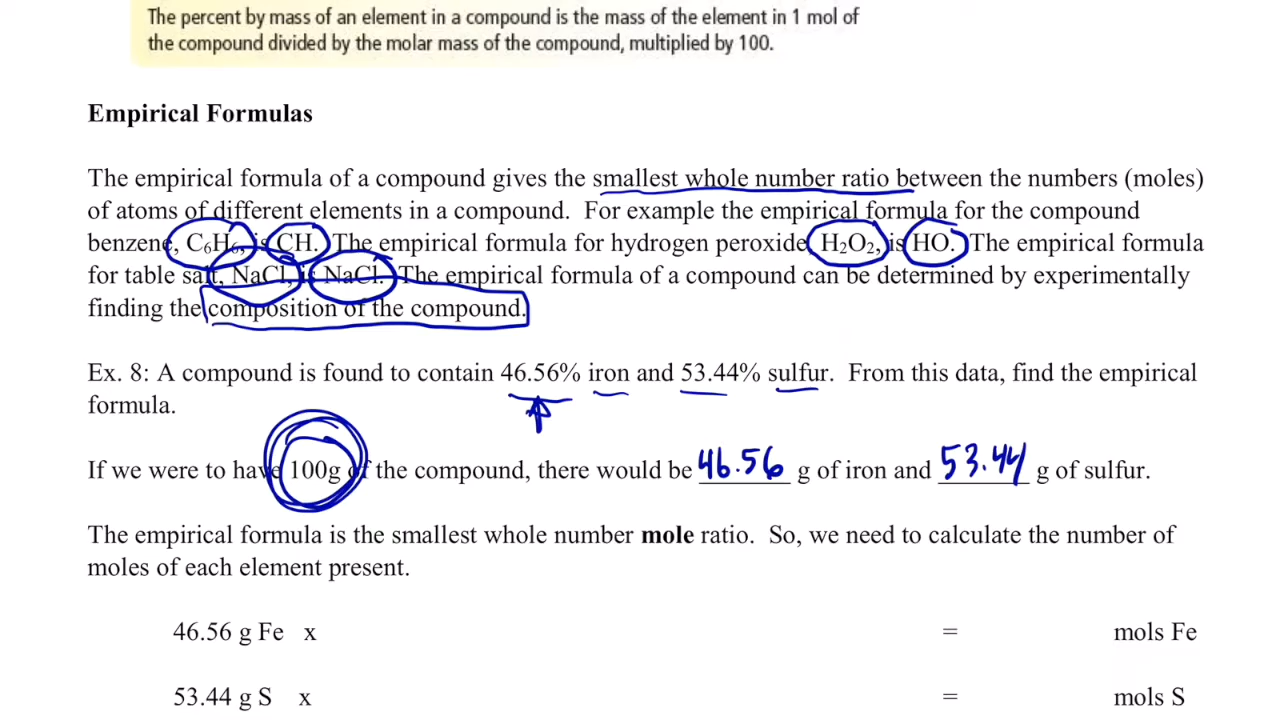 The percent by mass of an element in a compound is the mass of the element in 1 mol of
the compound divided by the molar mass of the compound, multiplied by 100.
Empirical Formulas
The empirical formula of a compound gives the smallest whole number ratio between the numbers (moles)
of atoms of different elements in a compound. For example the empirical formula for the compound
benzene, C₆H₆, is CH. The empirical formula for hydrogen peroxide, H₂O₂, is HO. The empirical formula
for table salt, NaCl, is NaCl. The empirical formula of a compound can be determined by experimentally
finding the composition of the compound.
Ex. 8: A compound is found to contain 46.56% iron and 53.44% sulfur. From this data, find the empirical
formula.
If we were to have 100g of the compound, there would be 46.56 g of iron and 53.44 g of sulfur.
The empirical formula is the smallest whole number mole ratio. So, we need to calculate the number of
moles of each element present.
46.56 g Fe x = mols Fe
53.44 g S x = mols S